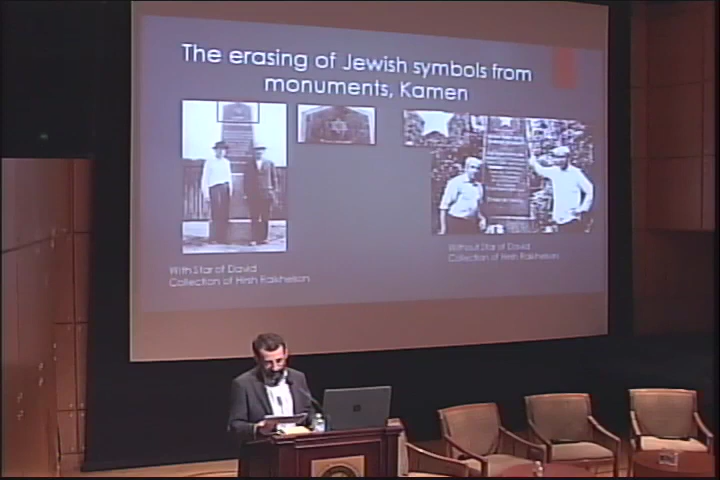 The erasing of Jewish symbols from
monuments, Kamen
With Star of David
Collection of Hirsh Raikhelson
Without Star of David
Collection of Hirsh Raikhelson